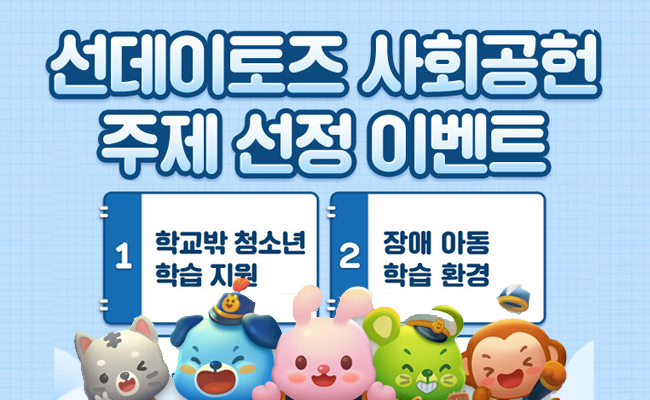 선데이토즈 사회공헌
주제 선정 이벤트
1
학교밖 청소년
학습 지원
2
장애 아동
학습 환경